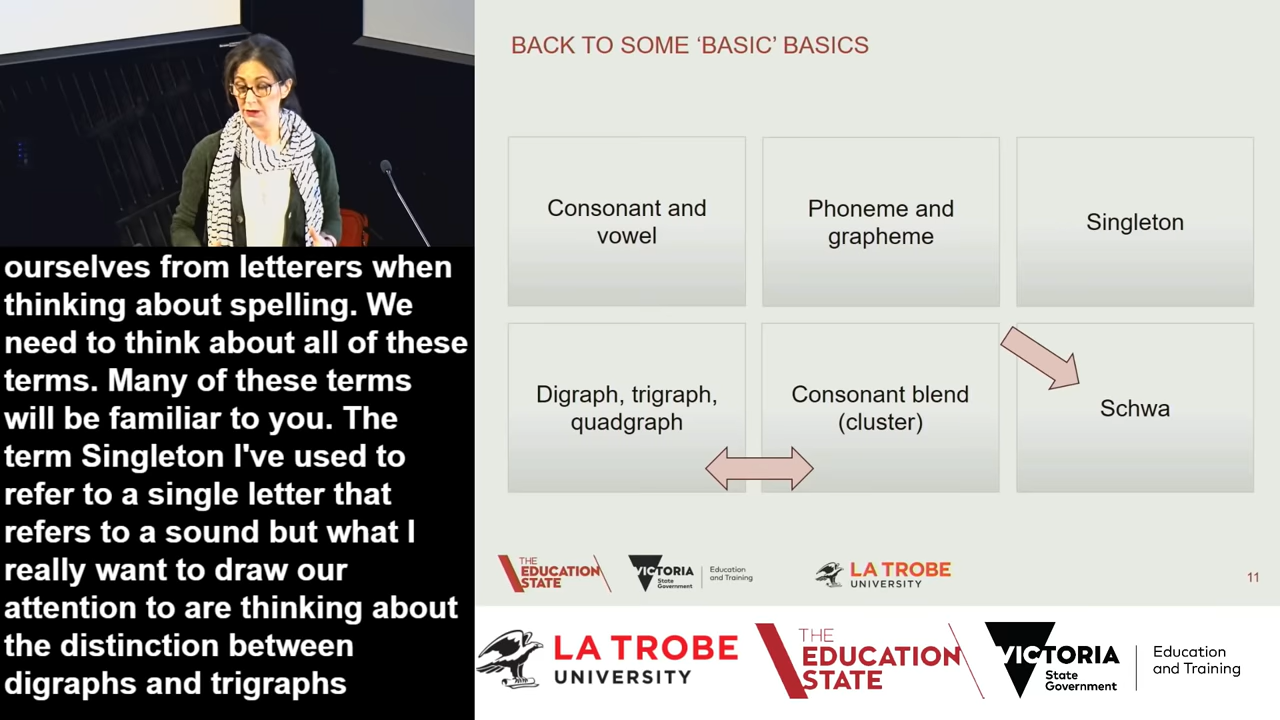 ourselves from letterers when
thinking about spelling. We
need to think about all of these
terms. Many of these terms
will be familiar to you. The
term Singleton I've used to
refer to a single letter that
refers to a sound but what I
really want to draw our
attention to are thinking about
the distinction between
digraphs and trigraphs
BACK TO SOME ‘BASIC’ BASICS
Consonant and
vowel
Phoneme and
grapheme
Singleton
Digraph, trigraph,
quadgraph
Consonant blend
(cluster)
Schwa
THE
EDUCATION
STATE
VICTORIA
State
Government
Education
and Training
LA TROBE
UNIVERSITY
11
LA TROBE
UNIVERSITY
THE
EDUCATION
STATE
VICTORIA
State
Government
Education
and Training